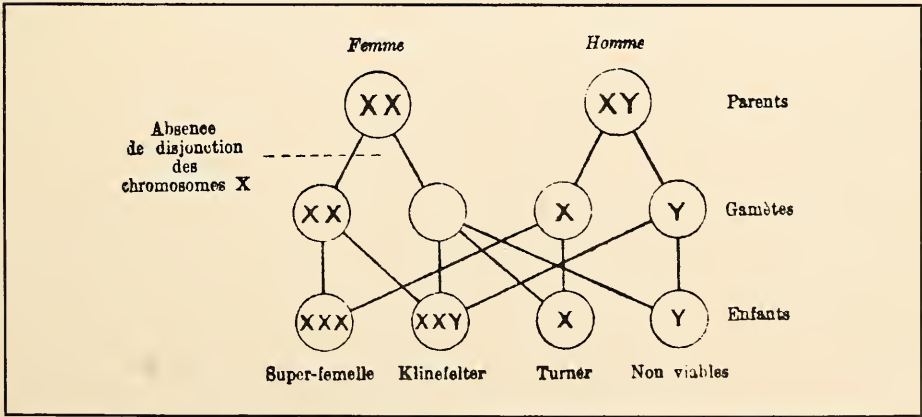 Femme Homme
XX XY Parents
Absence
de disjonction
des
chromosomes X
XX X Y Gamètes
XXX XXY X Y Enfants
Super-femelle Klinefelter Turner Non viables